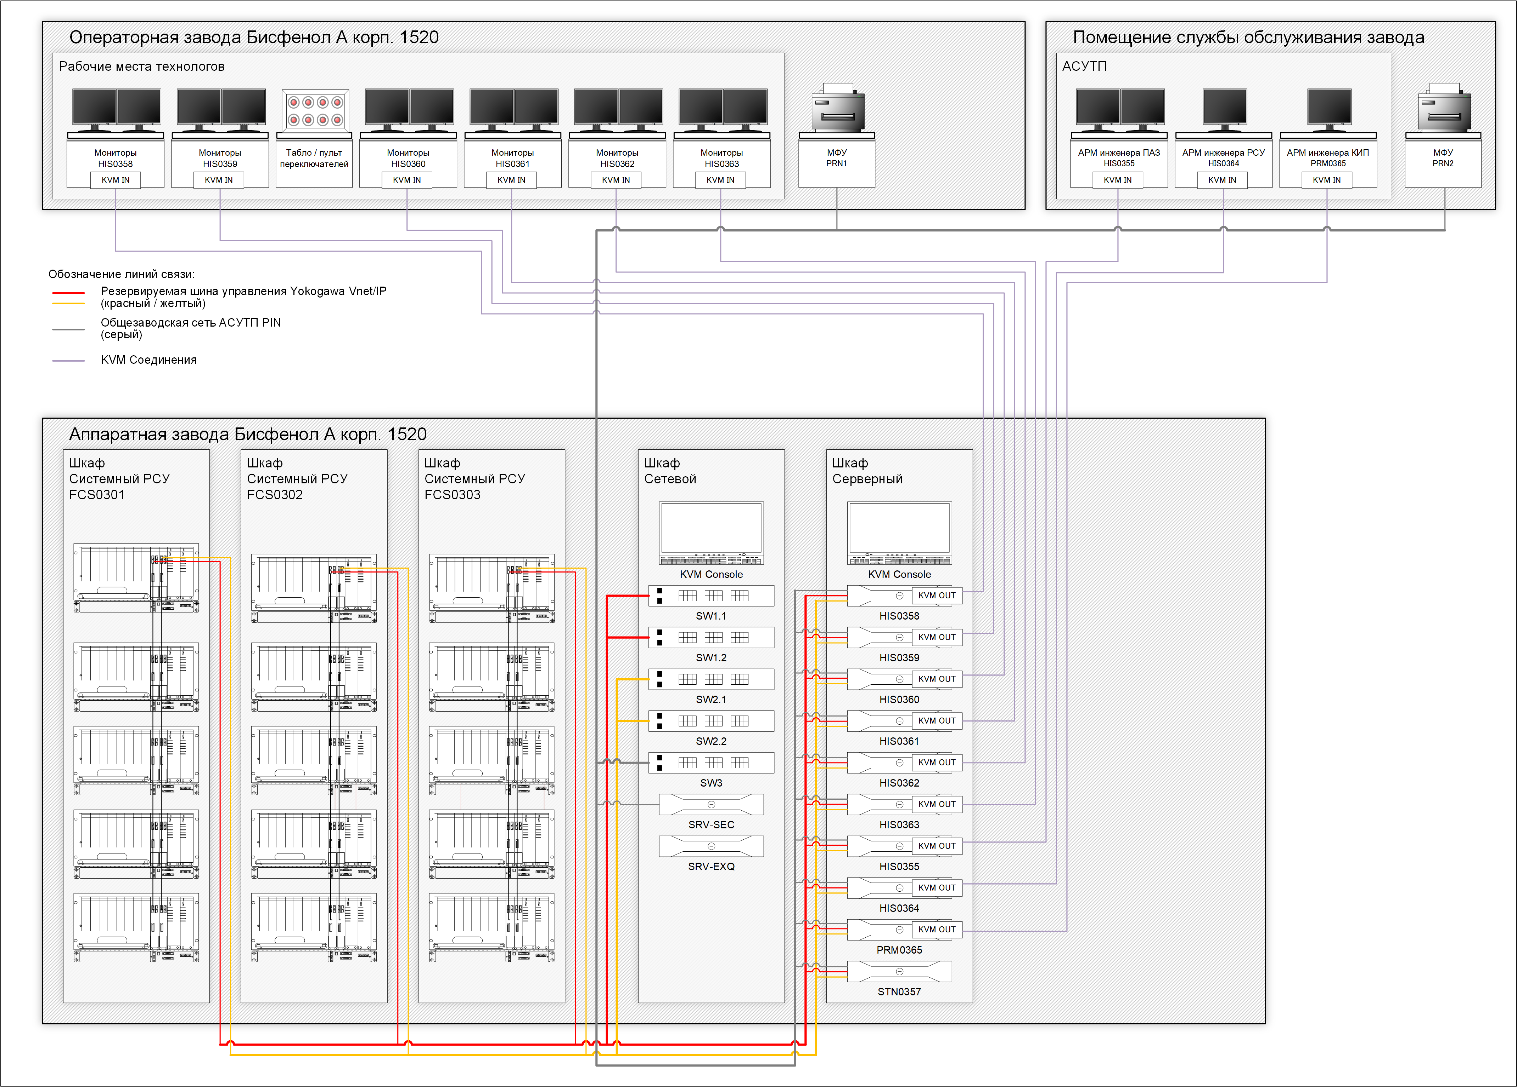 Операторная завода Бисфенол А корп. 1520
Рабочие места технологов
Мониторы
HIS0358
KVM IN
Мониторы
HIS0359
KVM IN
Табло / пульт
переключателей
Мониторы
HIS0360
KVM IN
Мониторы
HIS0361
KVM IN
Мониторы
HIS0362
KVM IN
Мониторы
HIS0363
KVM IN
МФУ
PRN1
Помещение службы обслуживания завода
АСУТП
АРМ инженера ПАЗ
HIS0355
KVM IN
АРМ инженера РСУ
HIS0364
KVM IN
АРМ инженера КИП
PRM0365
KVM IN
МФУ
PRN2
Обозначение линий связи:
Резервируемая шина управления Yokogawa Vnet/IP
(красный / желтый)
Общезаводская сеть АСУТП PIN
(серый)
KVM Соединения
Аппаратная завода Бисфенол А корп. 1520
Шкаф
Системный РСУ
FCS0301
Шкаф
Системный РСУ
FCS0302
Шкаф
Системный РСУ
FCS0303
Шкаф
Сетевой
KVM Console
SW1.1
SW1.2
SW2.1
SW2.2
SW3
SRV-SEC
SRV-EXQ
Шкаф
Серверный
KVM Console
KVM OUT
HIS0358
KVM OUT
HIS0359
KVM OUT
HIS0360
KVM OUT
HIS0361
KVM OUT
HIS0362
KVM OUT
HIS0363
KVM OUT
HIS0355
KVM OUT
HIS0364
KVM OUT
PRM0365
STN0357